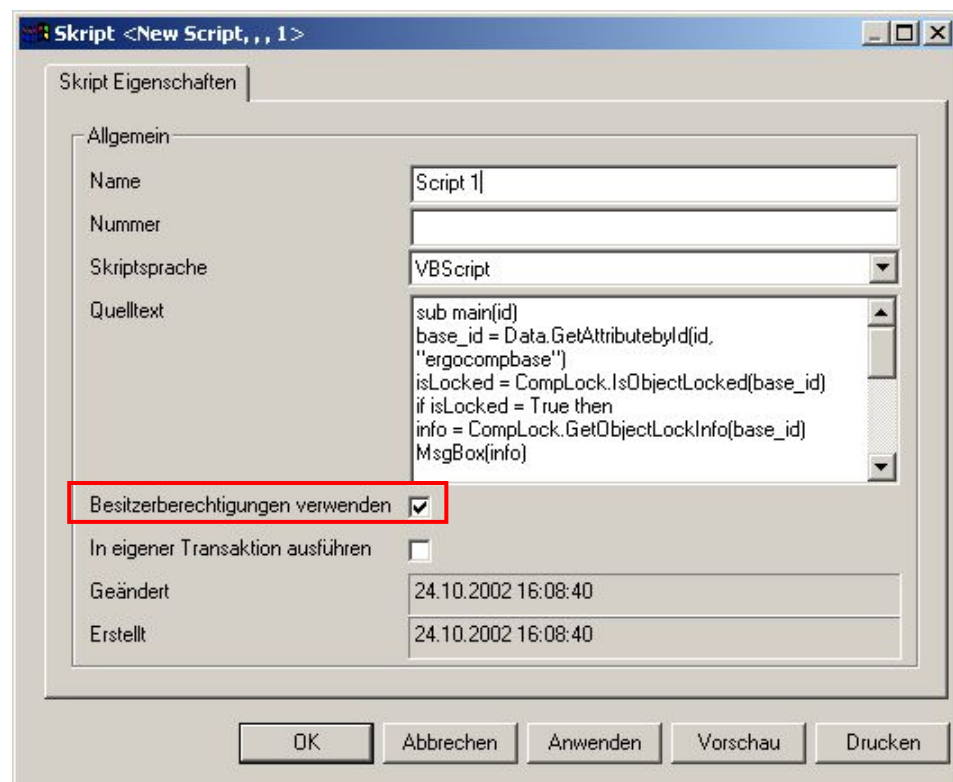 Skript <New Script, , , 1>
Skript Eigenschaften
Allgemein
Name
Script 1
Nummer
Skriptsprache
VBScript
Quelltext
sub main(id)
base_id = Data.GetAttributebyId(id,
"ergocompbase")
isLocked = CompLock.IsObjectLocked(base_id)
if isLocked = True then
info = CompLock.GetObjectLockInfo(base_id)
MsgBox(info)
Besitzerberechtigungen verwenden
In eigener Transaktion ausführen
Geändert
24.10.2002 16:08:40
Erstellt
24.10.2002 16:08:40
OK
Abbrechen
Anwenden
Vorschau
Drucken